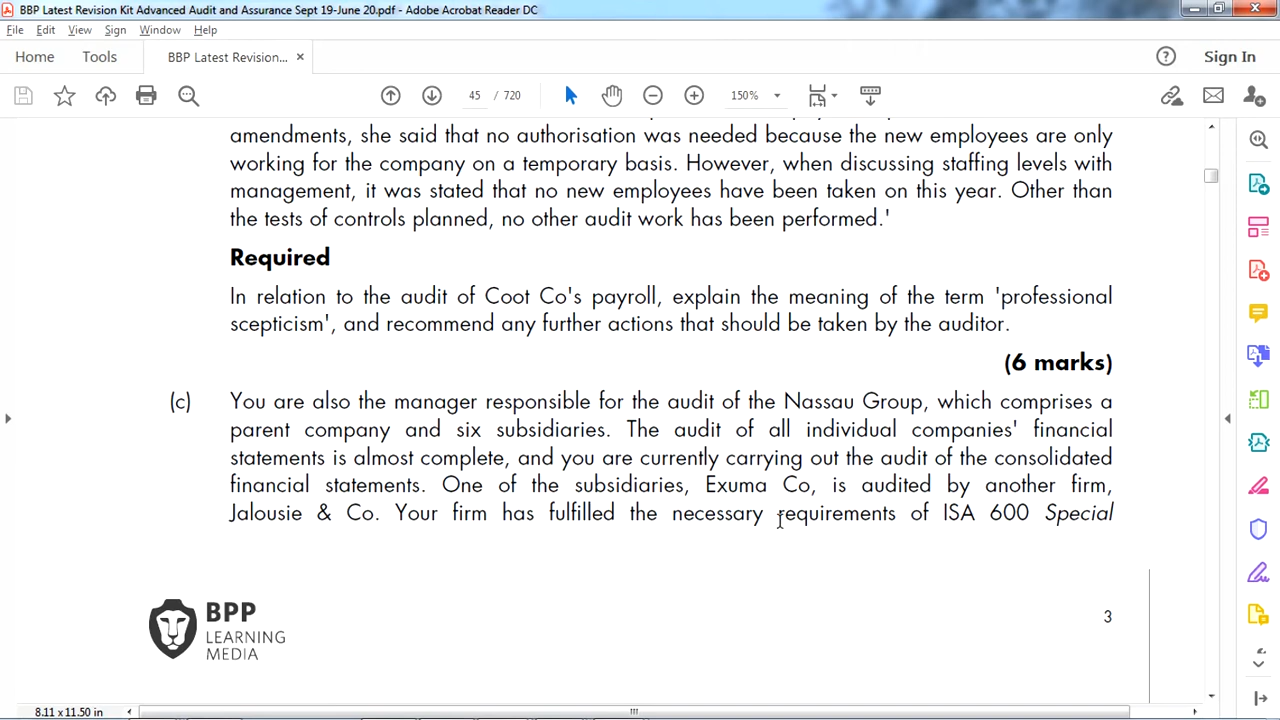 BBP Latest Revision Kit Advanced Audit and Assurance Sept 19-June 20.pdf - Adobe Acrobat Reader DC
File Edit View Sign Window Help
Home Tools BBP Latest Revision... × Sign In
45 / 720 150%
amendments, she said that no authorisation was needed because the new employees are only
working for the company on a temporary basis. However, when discussing staffing levels with
management, it was stated that no new employees have been taken on this year. Other than
the tests of controls planned, no other audit work has been performed.'
Required
In relation to the audit of Coot Co's payroll, explain the meaning of the term 'professional
scepticism', and recommend any further actions that should be taken by the auditor.
(6 marks)
(c) You are also the manager responsible for the audit of the Nassau Group, which comprises a
parent company and six subsidiaries. The audit of all individual companies' financial
statements is almost complete, and you are currently carrying out the audit of the consolidated
financial statements. One of the subsidiaries, Exuma Co, is audited by another firm,
Jalousie & Co. Your firm has fulfilled the necessary requirements of ISA 600 Special
BPP
LEARNING
MEDIA
3
8.11 x 11.50 in